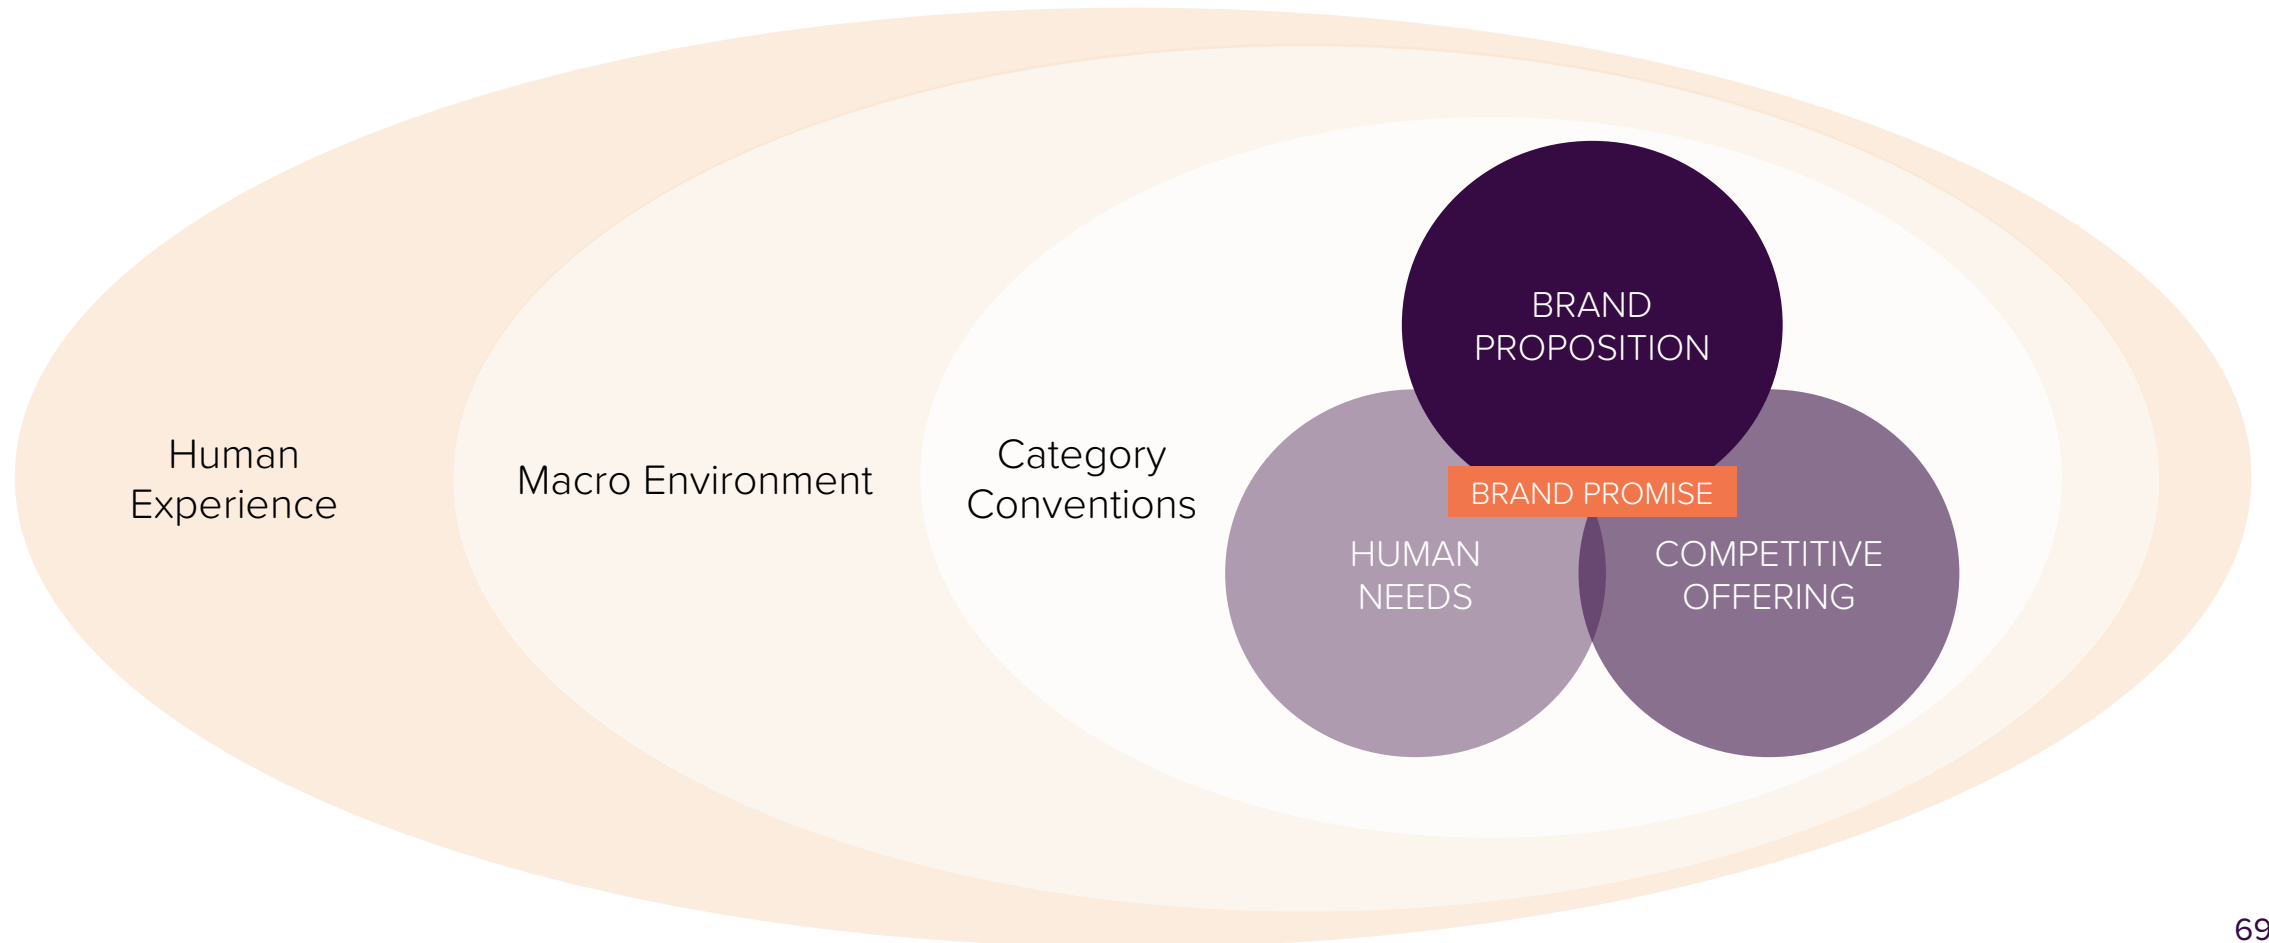 Human
Experience
Macro Environment
Category
Conventions
BRAND
PROPOSITION
BRAND PROMISE
HUMAN
NEEDS
COMPETITIVE
OFFERING
69